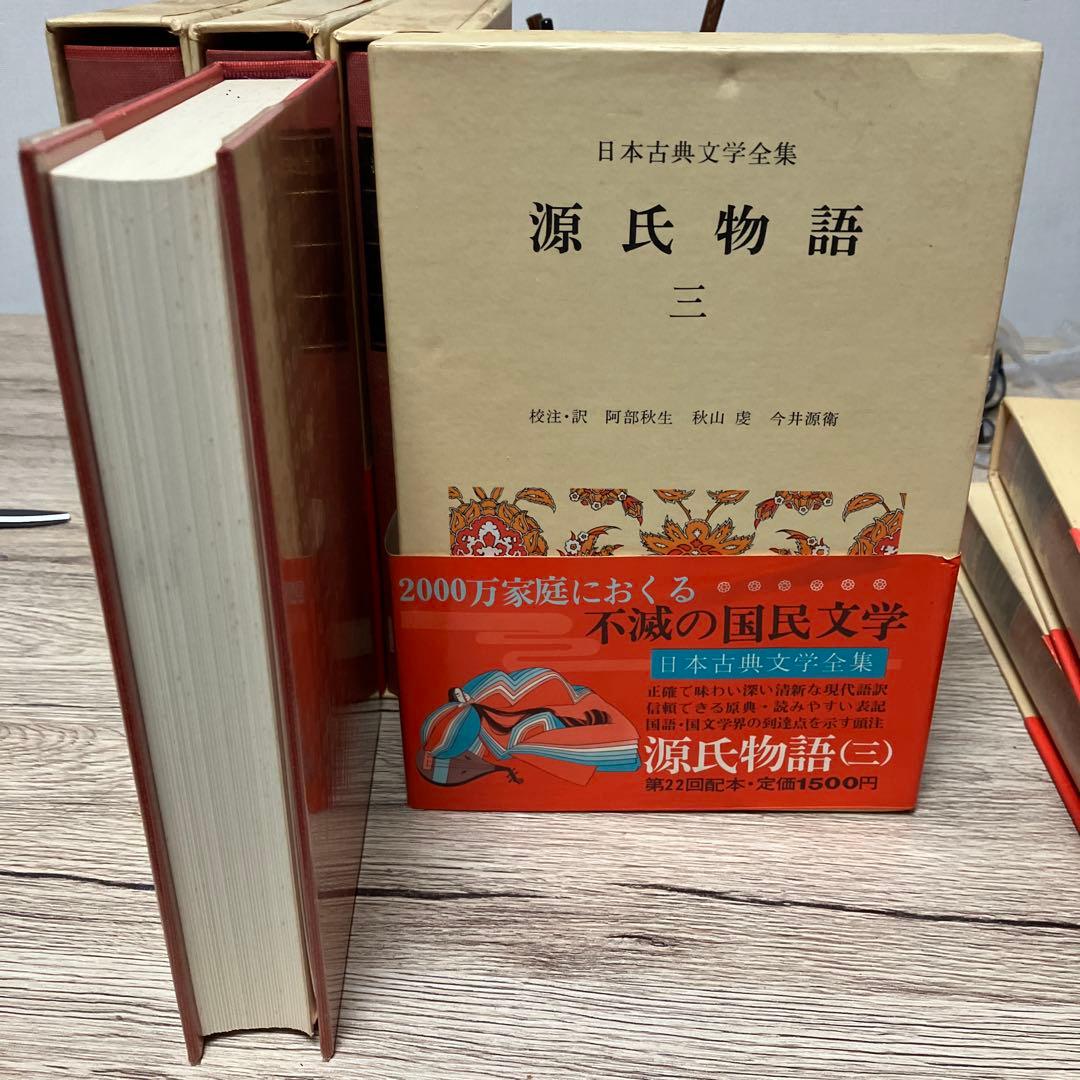 日本古典文学全集
源氏物語
三
校注・訳 阿部秋生 秋山 虔 今井源衛
2000万家庭におくる
不滅の国民文学
日本古典文学全集
正確で味わい深い清新な現代語訳
信頼できる原典・読みやすい表記
国語・国文学界の到達点を示す頭注
源氏物語(三)
第22回配本・定価1500円